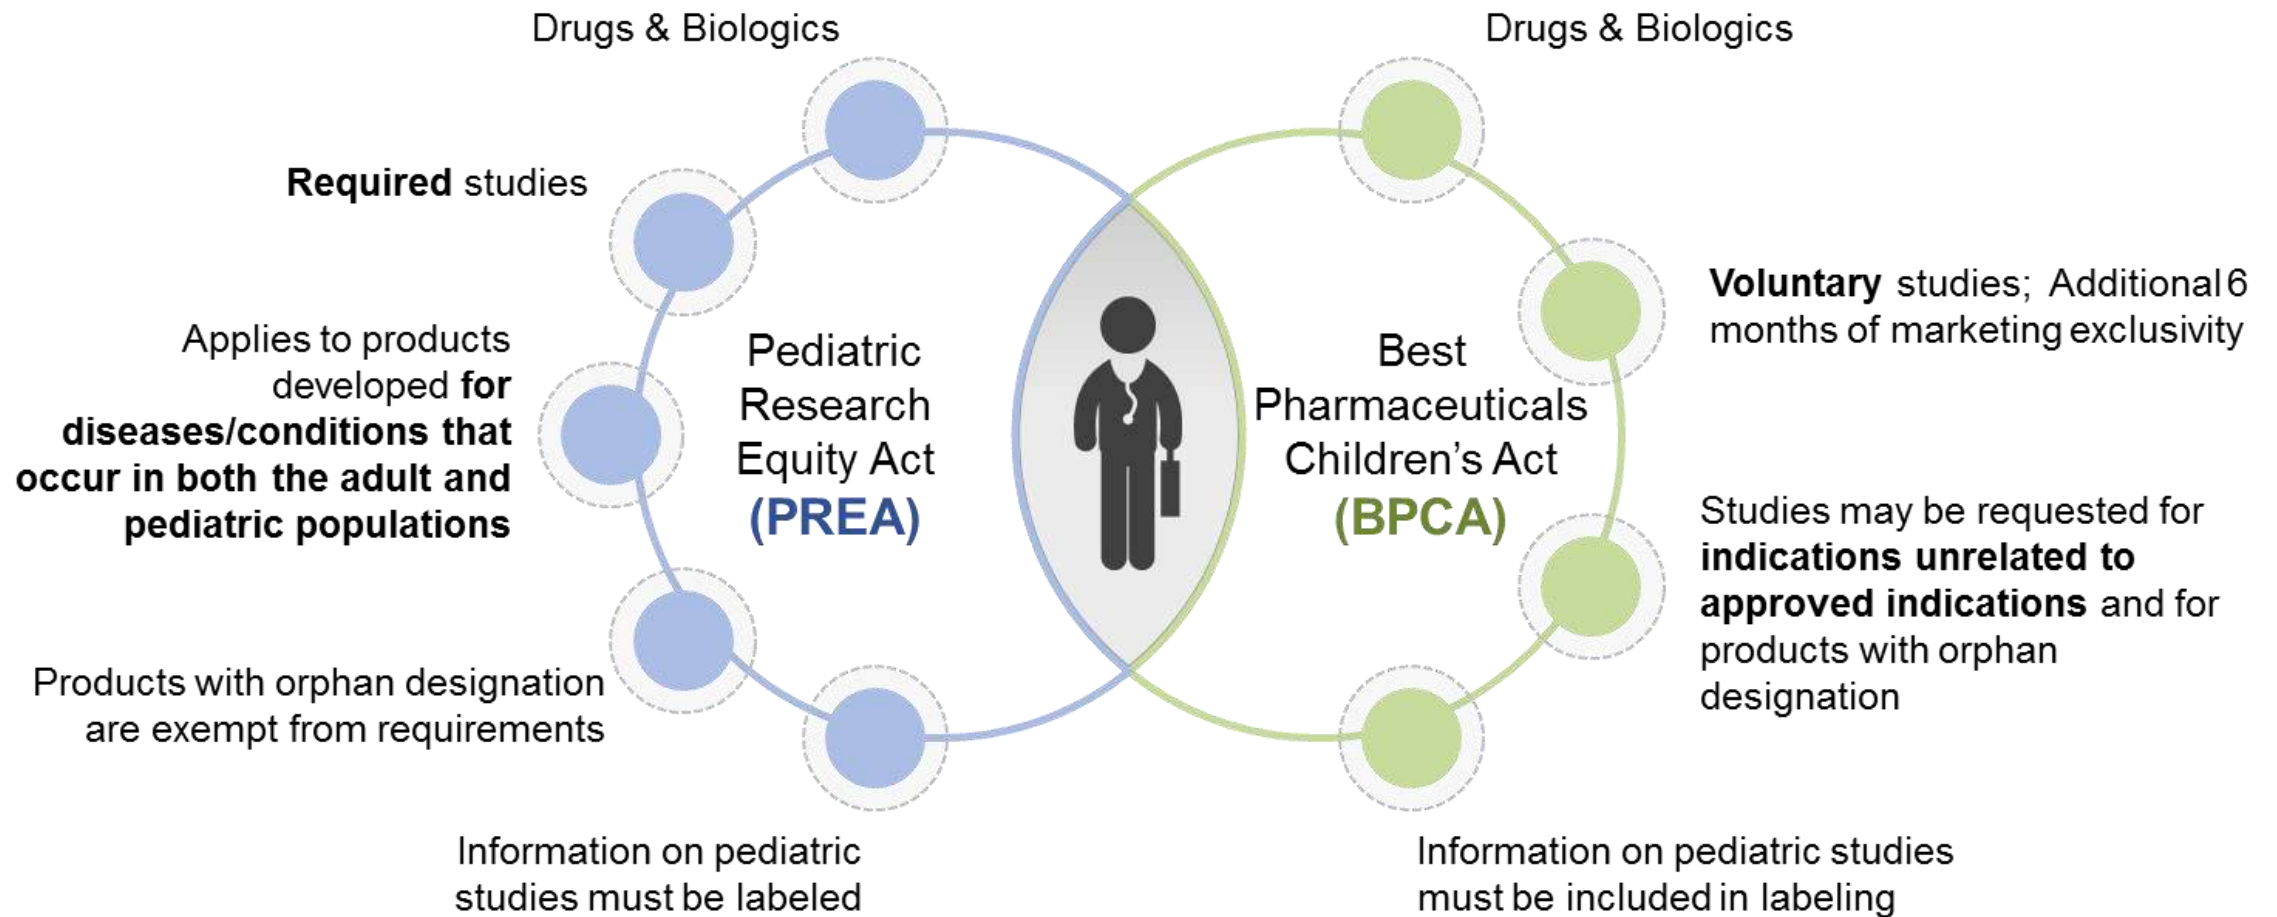 Drugs & Biologics
Required studies
Applies to products
developed for
diseases/conditions that
occur in both the adult and
pediatric populations
Products with orphan designation
are exempt from requirements
Information on pediatric
studies must be labeled
Pediatric
Research
Equity Act
(PREA)
Best
Pharmaceuticals
Children's Act
(BPCA)
Drugs & Biologics
Voluntary studies; Additional 6
months of marketing exclusivity
Studies may be requested for
indications unrelated to
approved indications and for
products with orphan
designation
Information on pediatric studies
must be included in labeling